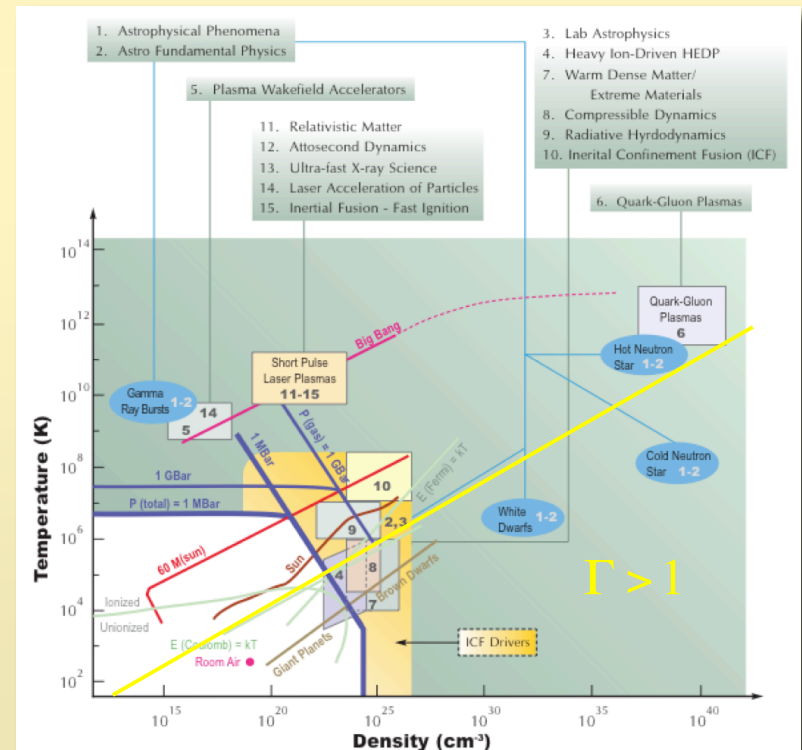 1. Astrophysical Phenomena
2. Astro Fundamental Physics
5. Plasma Wakefield Accelerators
11. Relativistic Matter
12. Attosecond Dynamics
13. Ultra-fast X-ray Science
14. Laser Acceleration of Particles
15. Inertial Fusion - Fast Ignition
3. Lab Astrophysics
4. Heavy Ion-Driven HEDP
7. Warm Dense Matter/
Extreme Materials
8. Compressible Dynamics
9. Radiative Hyrdodynamics
10. Inerital Confinement Fusion (ICF)
6. Quark-Gluon Plasmas
Temperature (K)
10^14
10^12
10^10
10^8
10^6
10^4
10^2
Big Bang
Quark-Gluon
Plasmas
6
Short Pulse
Laser Plasmas
11-15
Hot Neutron
Star 1-2
Gamma
Ray Bursts 1-2
14
5
1 MBar
P (gas) = 1 GBar
E (Fermi) = kT
Cold Neutron
Star 1-2
1 GBar
10
P (total) = 1 MBar
9
2,3
White
Dwarfs 1-2
60 M(sun)
Sun
4
8
7
Brown Dwarfs
Γ > 1
Ionized
Unionized
E (Coulomb) = kT
Room Air
Giant Planets
ICF Drivers
10^15
10^20
10^25
10^30
10^35
10^40
Density (cm^-3)